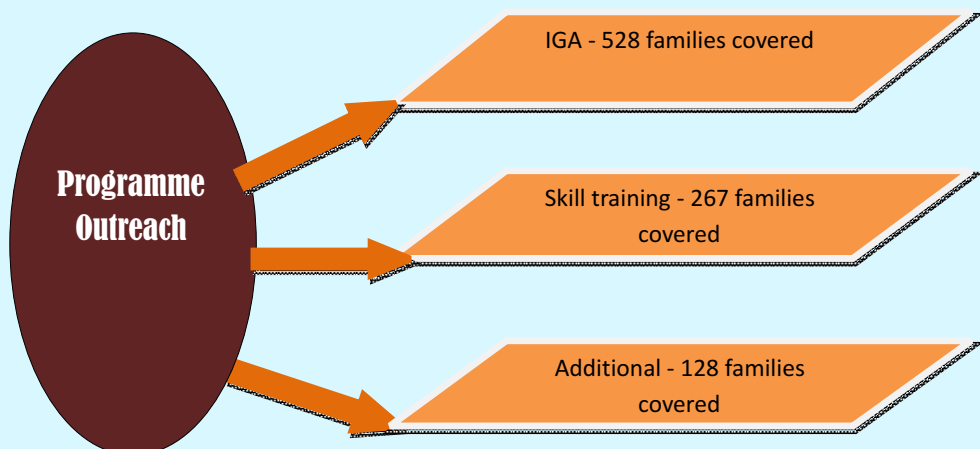 Programme
Outreach
IGA - 528 families covered
Skill training - 267 families
covered
Additional - 128 families
covered